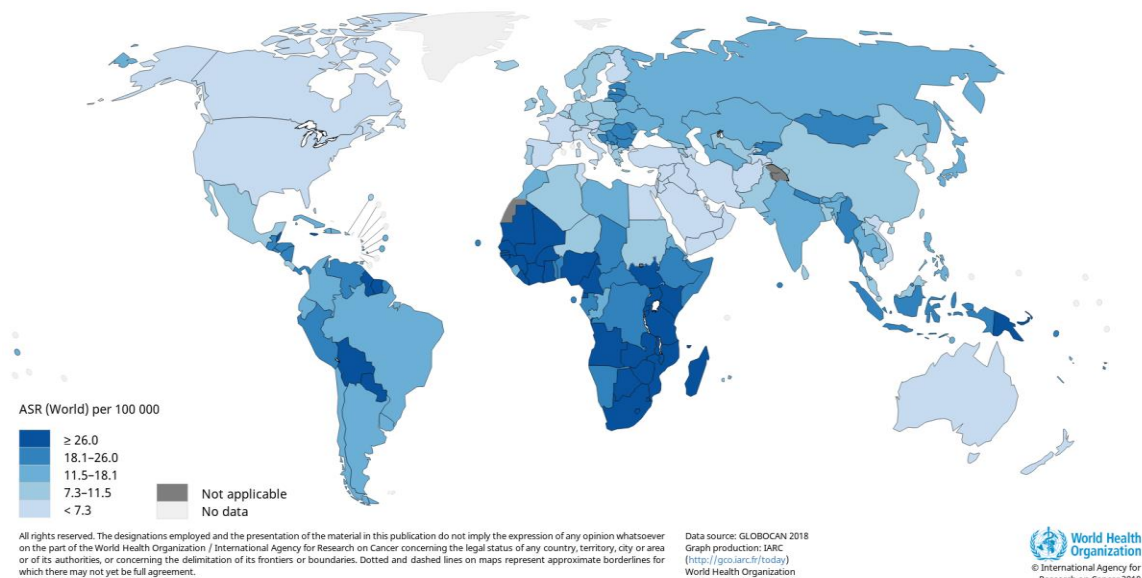 ASR (World) per 100 000
≥ 26.0
18.1–26.0
11.5–18.1
7.3–11.5
< 7.3
Not applicable
No data
All rights reserved. The designations employed and the presentation of the material in this publication do not imply the expression of any opinion whatsoever
on the part of the World Health Organization / International Agency for Research on Cancer concerning the legal status of any country, territory, city or area
or of its authorities, or concerning the delimitation of its frontiers or boundaries. Dotted and dashed lines on maps represent approximate borderlines for
which there may not yet be full agreement.
Data source: GLOBOCAN 2018
Graph production: IARC
(http://gco.iarc.fr/today)
World Health Organization
World Health
Organization
© International Agency for
Research on Cancer 2018